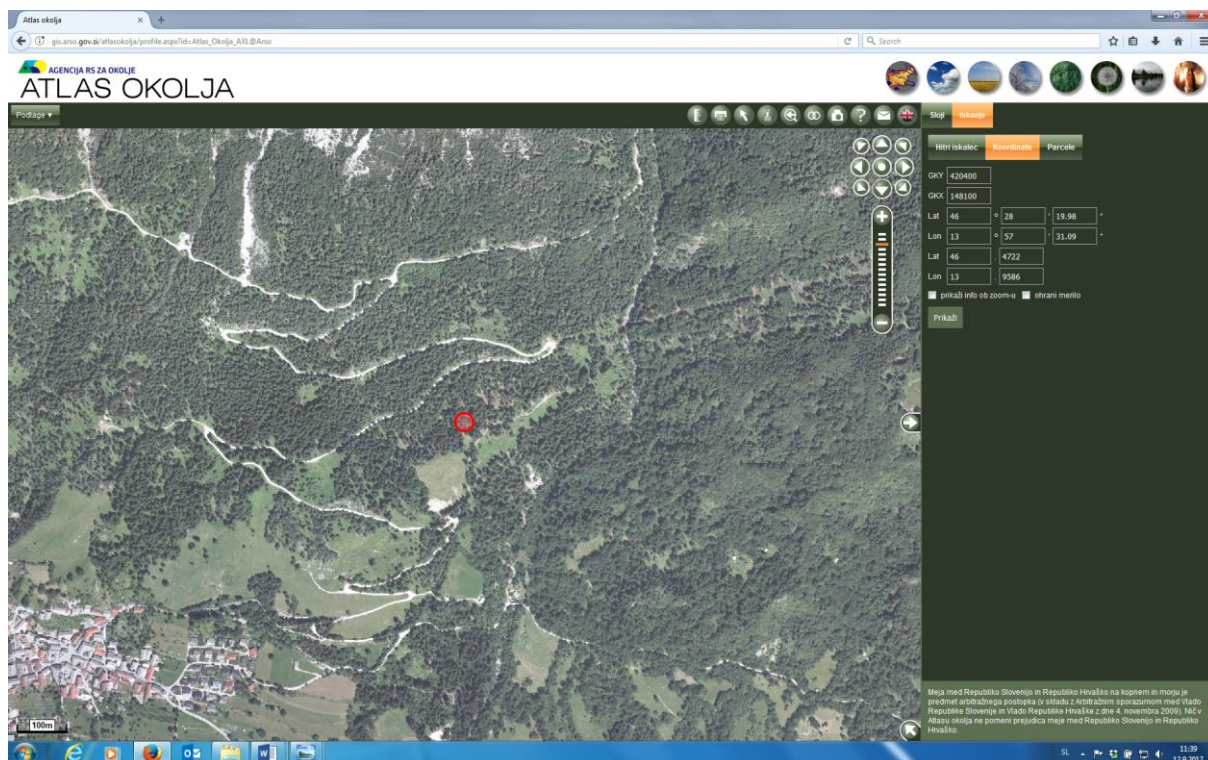 Atlas okolja
gis.arso.gov.si/atlasokolja/profile.aspx?id=Atlas_Okolja_AXL@Arso
Search
AGENCIJA RS ZA OKOLJE
ATLAS OKOLJA
Podlage
Sloji Iskanje
Hitri iskalec Koordinate Parcele
GKY 420400
GKX 148100
Lat 46 ° 28 ' 19.98 "
Lon 13 ° 57 ' 31.09 "
Lat 46 . 4722
Lon 13 . 9586
prikaži info ob zoom-u ohrani merilo
Prikaži
100m
Meja med Republiko Slovenijo in Republiko Hrvaško na kopnem in morju je
predmet arbitražnega postopka (v skladu z Arbitražnim sporazumom med Vlado
Republike Slovenije in Vlado Republike Hrvaške z dne 4. novembra 2009). Nič v
Atlasu okolja ne pomeni prejudica meje med Republiko Slovenijo in Republiko
Hrvaško.
SL
11:39
12.9.2017